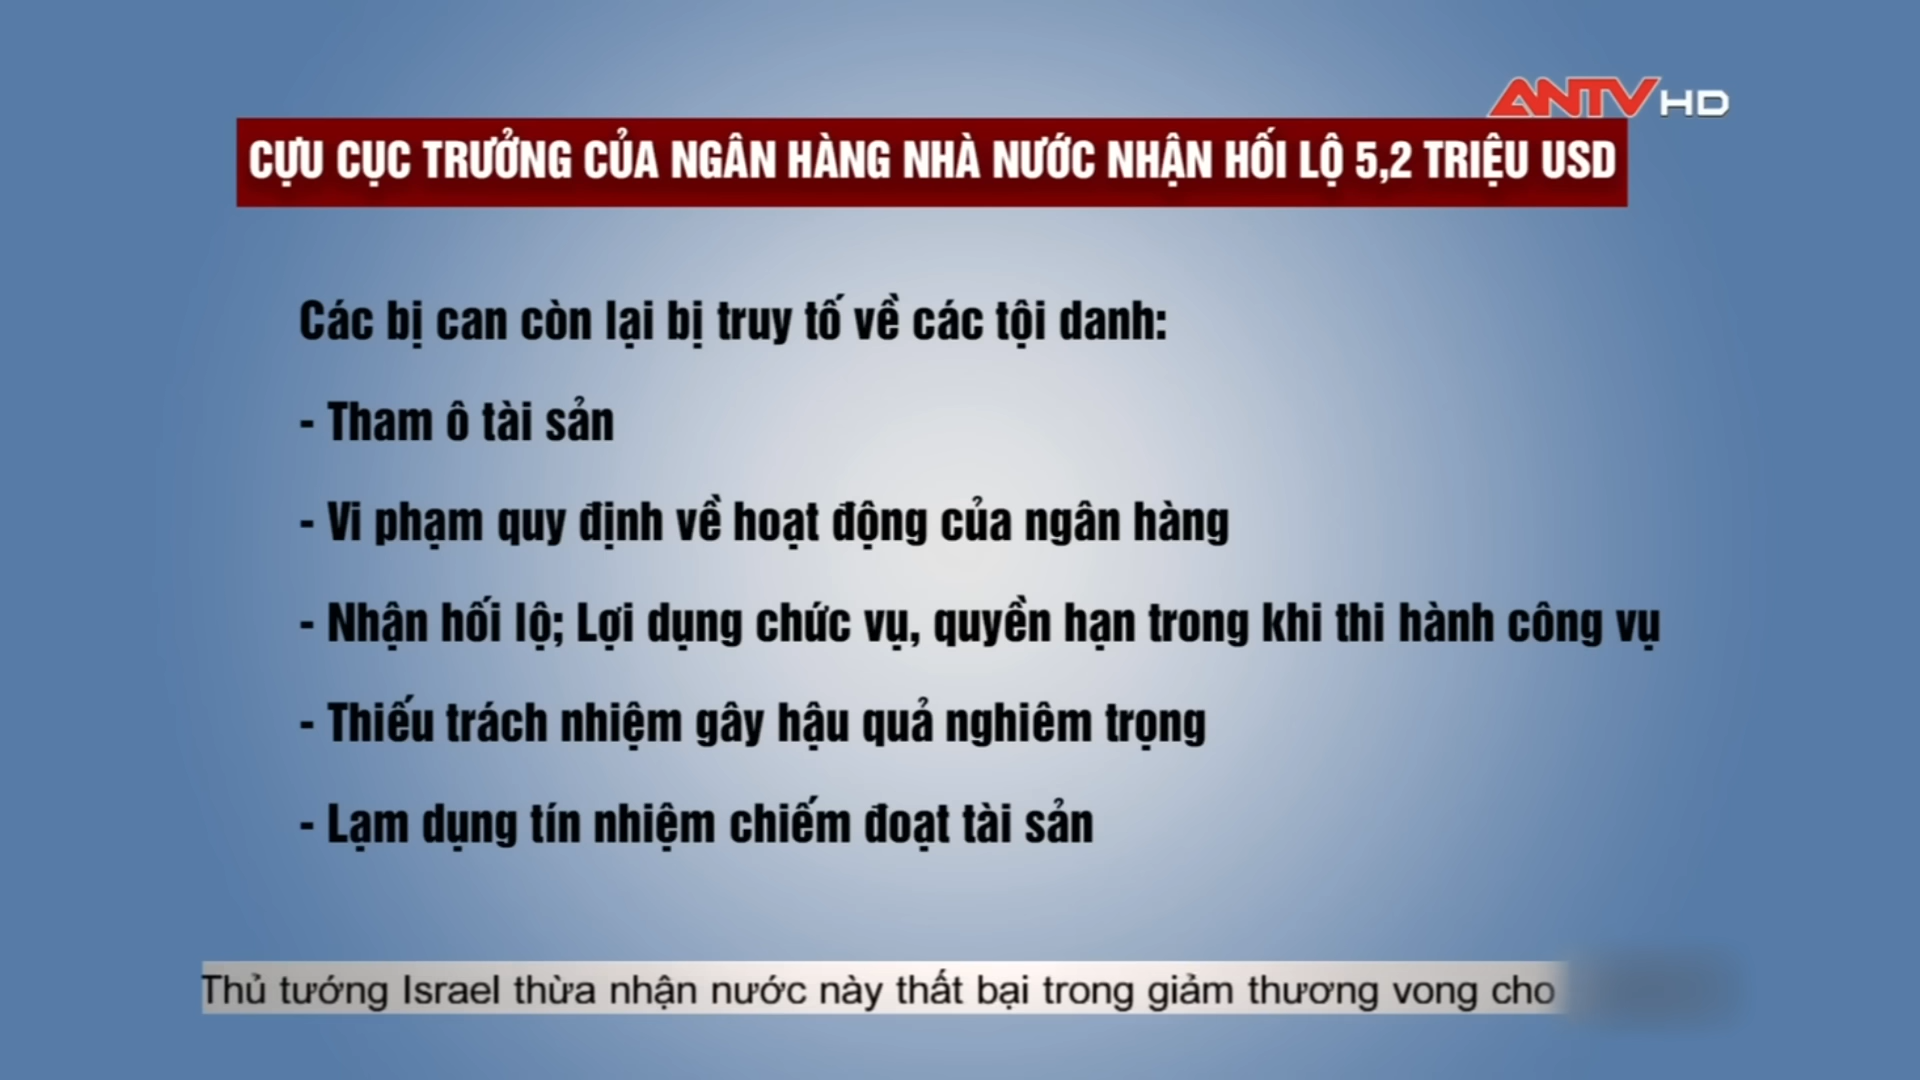 ANTV HD
CỰU CỤC TRƯỞNG CỦA NGÂN HÀNG NHÀ NƯỚC NHẬN HỐI LỘ 5,2 TRIỆU USD
Các bị can còn lại bị truy tố về các tội danh:
- Tham ô tài sản
- Vi phạm quy định về hoạt động của ngân hàng
- Nhận hối lộ; Lợi dụng chức vụ, quyền hạn trong khi thi hành công vụ
- Thiếu trách nhiệm gây hậu quả nghiêm trọng
- Lạm dụng tín nhiệm chiếm đoạt tài sản
Thủ tướng Israel thừa nhận nước này thất bại trong giảm thương vong cho